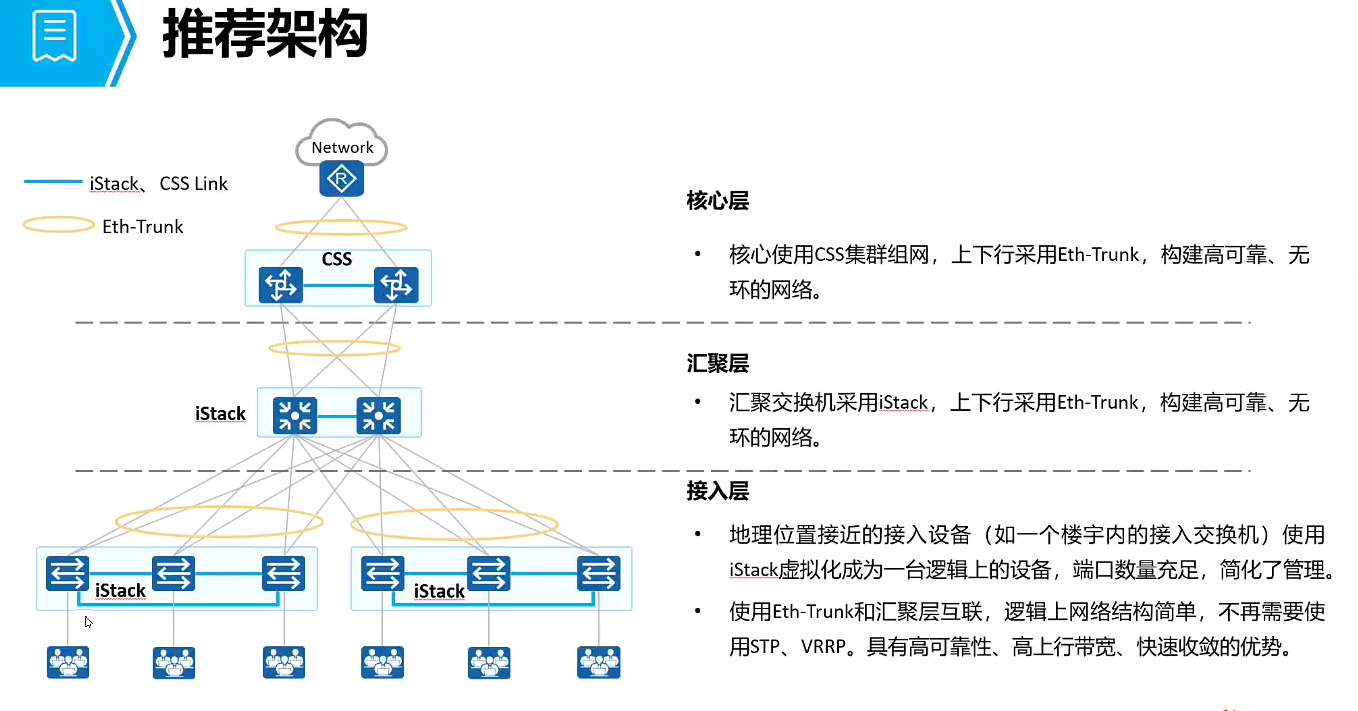 推荐架构
Network
R
iStack、CSS Link
Eth-Trunk
CSS
iStack
iStack
iStack
核心层
• 核心使用CSS集群组网，上下行采用Eth-Trunk，构建高可靠、无
环的网络。
汇聚层
• 汇聚交换机采用iStack，上下行采用Eth-Trunk，构建高可靠、无
环的网络。
接入层
• 地理位置接近的接入设备（如一个楼宇内的接入交换机）使用
iStack虚拟化成为一台逻辑上的设备，端口数量充足，简化了管理。
• 使用Eth-Trunk和汇聚层互联，逻辑上网络结构简单，不再需要使
用STP、VRRP。具有高可靠性、高上行带宽、快速收敛的优势。